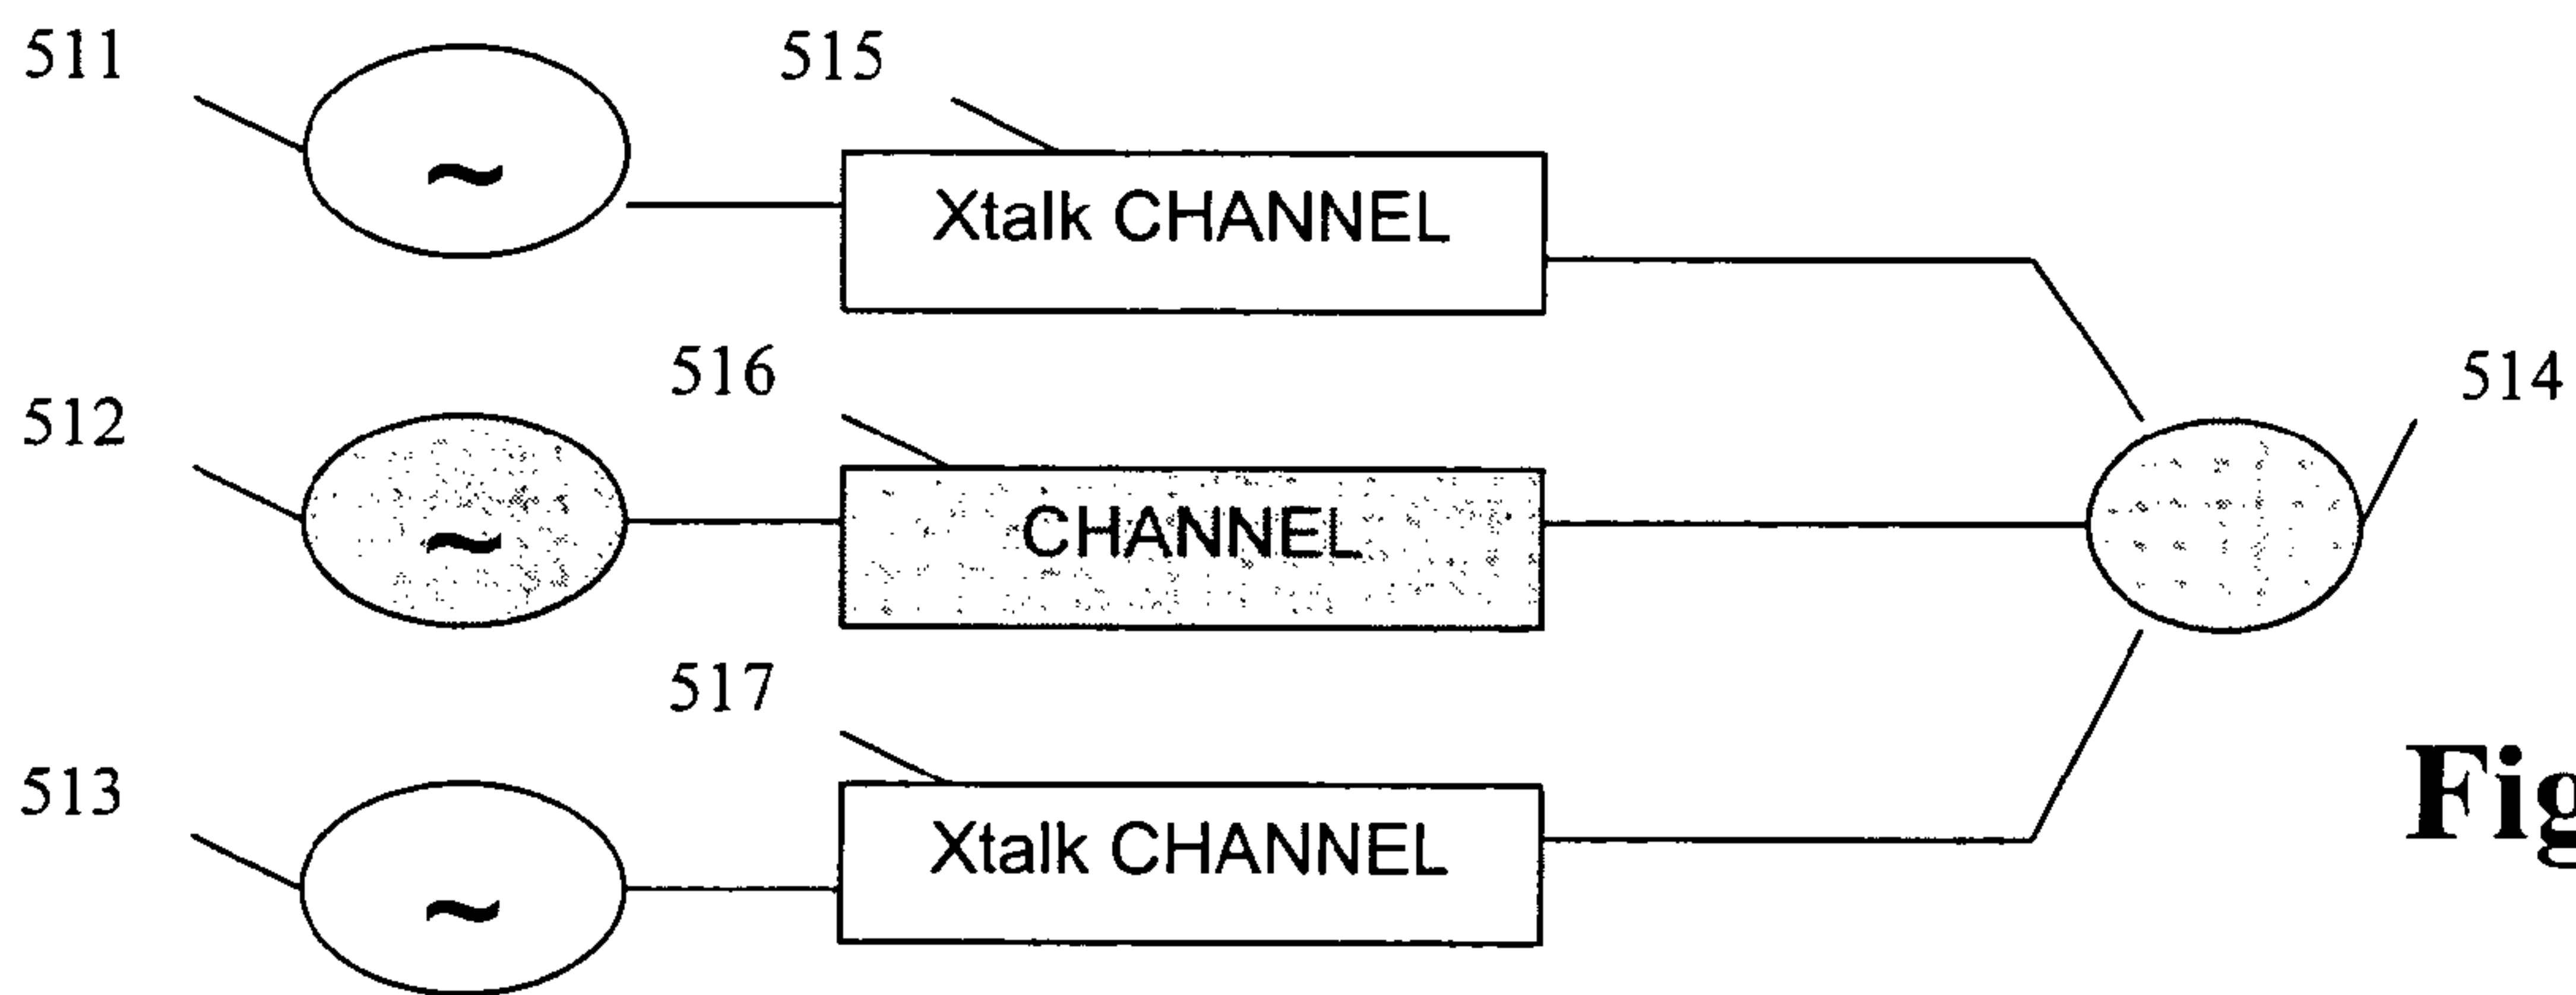 511
515
~
Xtalk CHANNEL
516
514
512
~
CHANNEL
517
513
~
Xtalk CHANNEL
Fig